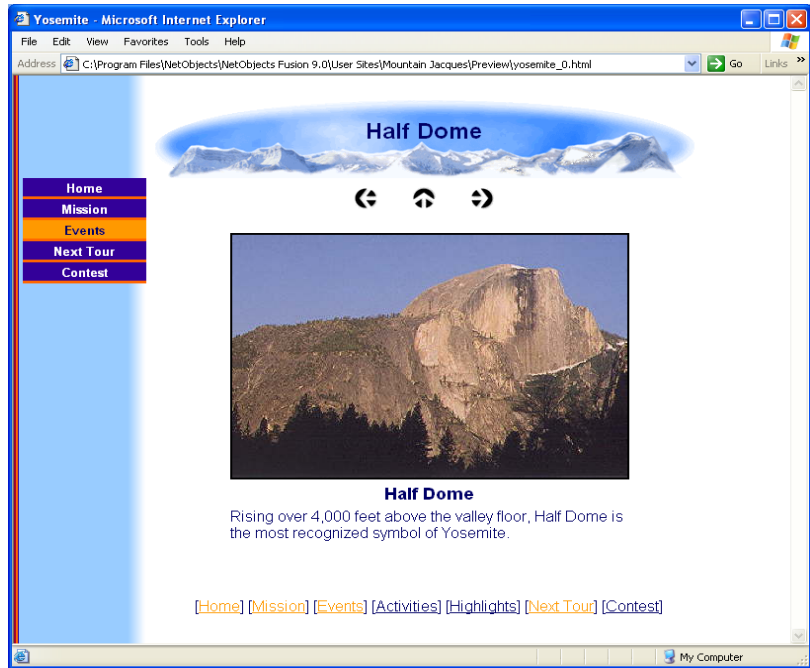 Yosemite - Microsoft Internet Explorer
File Edit View Favorites Tools Help
Address C:\Program Files\NetObjects\NetObjects Fusion 9.0\User Sites\Mountain Jacques\Preview\yosemite_0.html Go Links »
Half Dome
Home
Mission
Events
Next Tour
Contest
Half Dome
Rising over 4,000 feet above the valley floor, Half Dome is
the most recognized symbol of Yosemite.
[Home] [Mission] [Events] [Activities] [Highlights] [Next Tour] [Contest]
My Computer